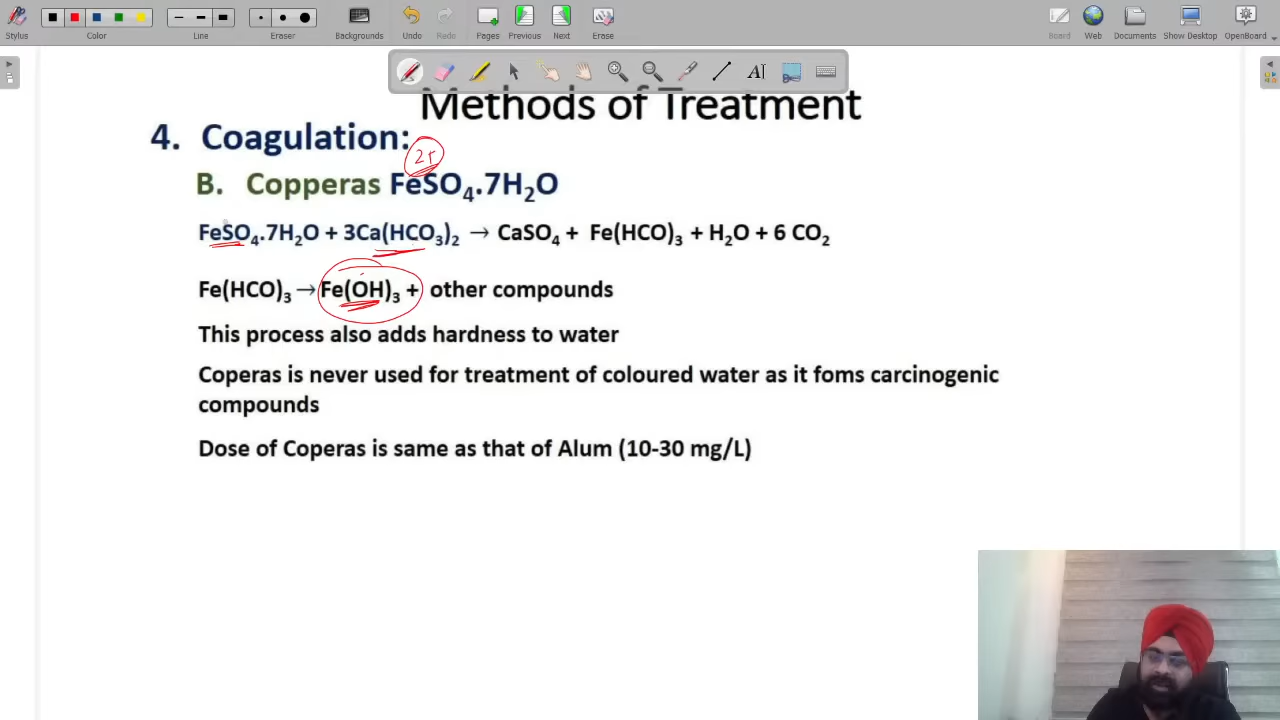 Stylus Color Line Eraser Backgrounds Undo Redo Pages Previous Next Erase Board Web Documents Show Desktop OpenBoard
Methods of Treatment
4. Coagulation:
2+
B. Copperas FeSO₄.7H₂O
FeSO₄.7H₂O + 3Ca(HCO₃)₂ → CaSO₄ + Fe(HCO)₃ + H₂O + 6 CO₂
Fe(HCO)₃ → Fe(OH)₃ + other compounds
This process also adds hardness to water
Coperas is never used for treatment of coloured water as it foms carcinogenic
compounds
Dose of Coperas is same as that of Alum (10-30 mg/L)